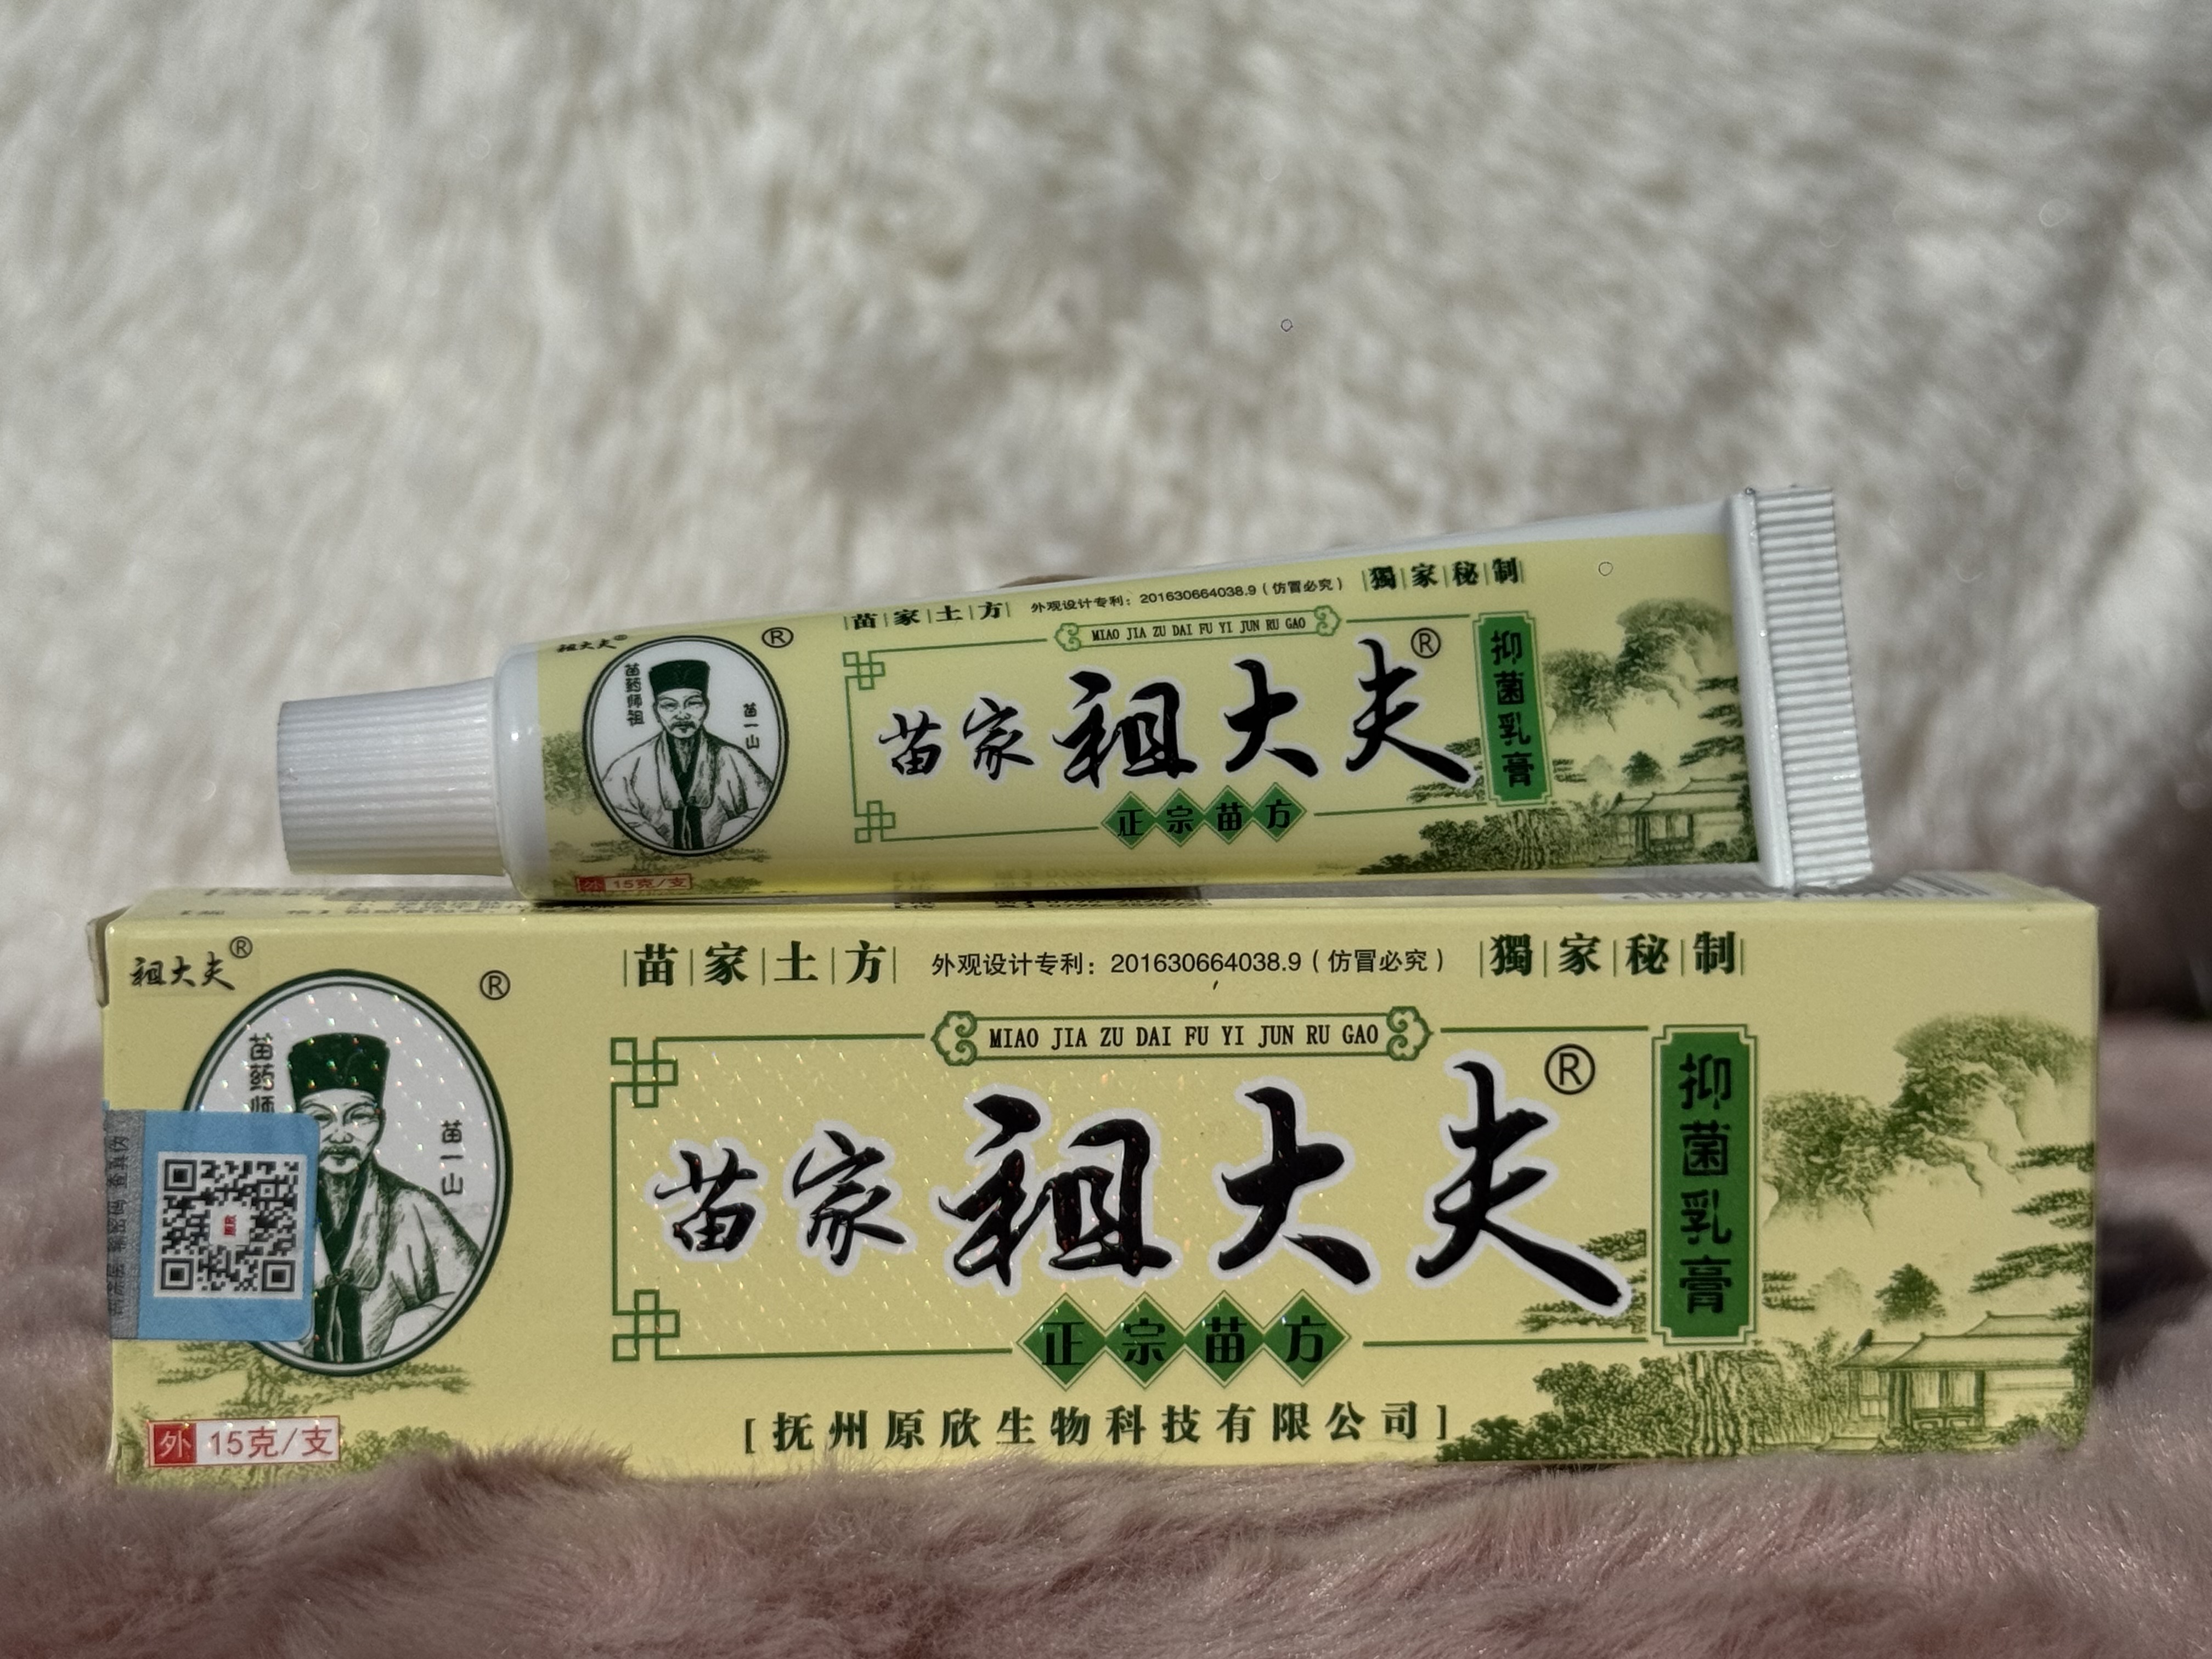 |苗|家|土|方| 外观设计专利：201630664038.9（仿冒必究） |獨|家|秘|制|
祖大夫®
®
苗药师祖
苗一山
MIAO JIA ZU DAI FU YI JUN RU GAO
苗家祖大夫®
抑菌乳膏
正宗苗方
外 15克/支
祖大夫®
®
|苗|家|土|方| 外观设计专利：201630664038.9（仿冒必究） |獨|家|秘|制|
苗药师
苗一山
MIAO JIA ZU DAI FU YI JUN RU GAO
苗家祖大夫®
抑菌乳膏
正宗苗方
[抚州原欣生物科技有限公司]
外 15克/支